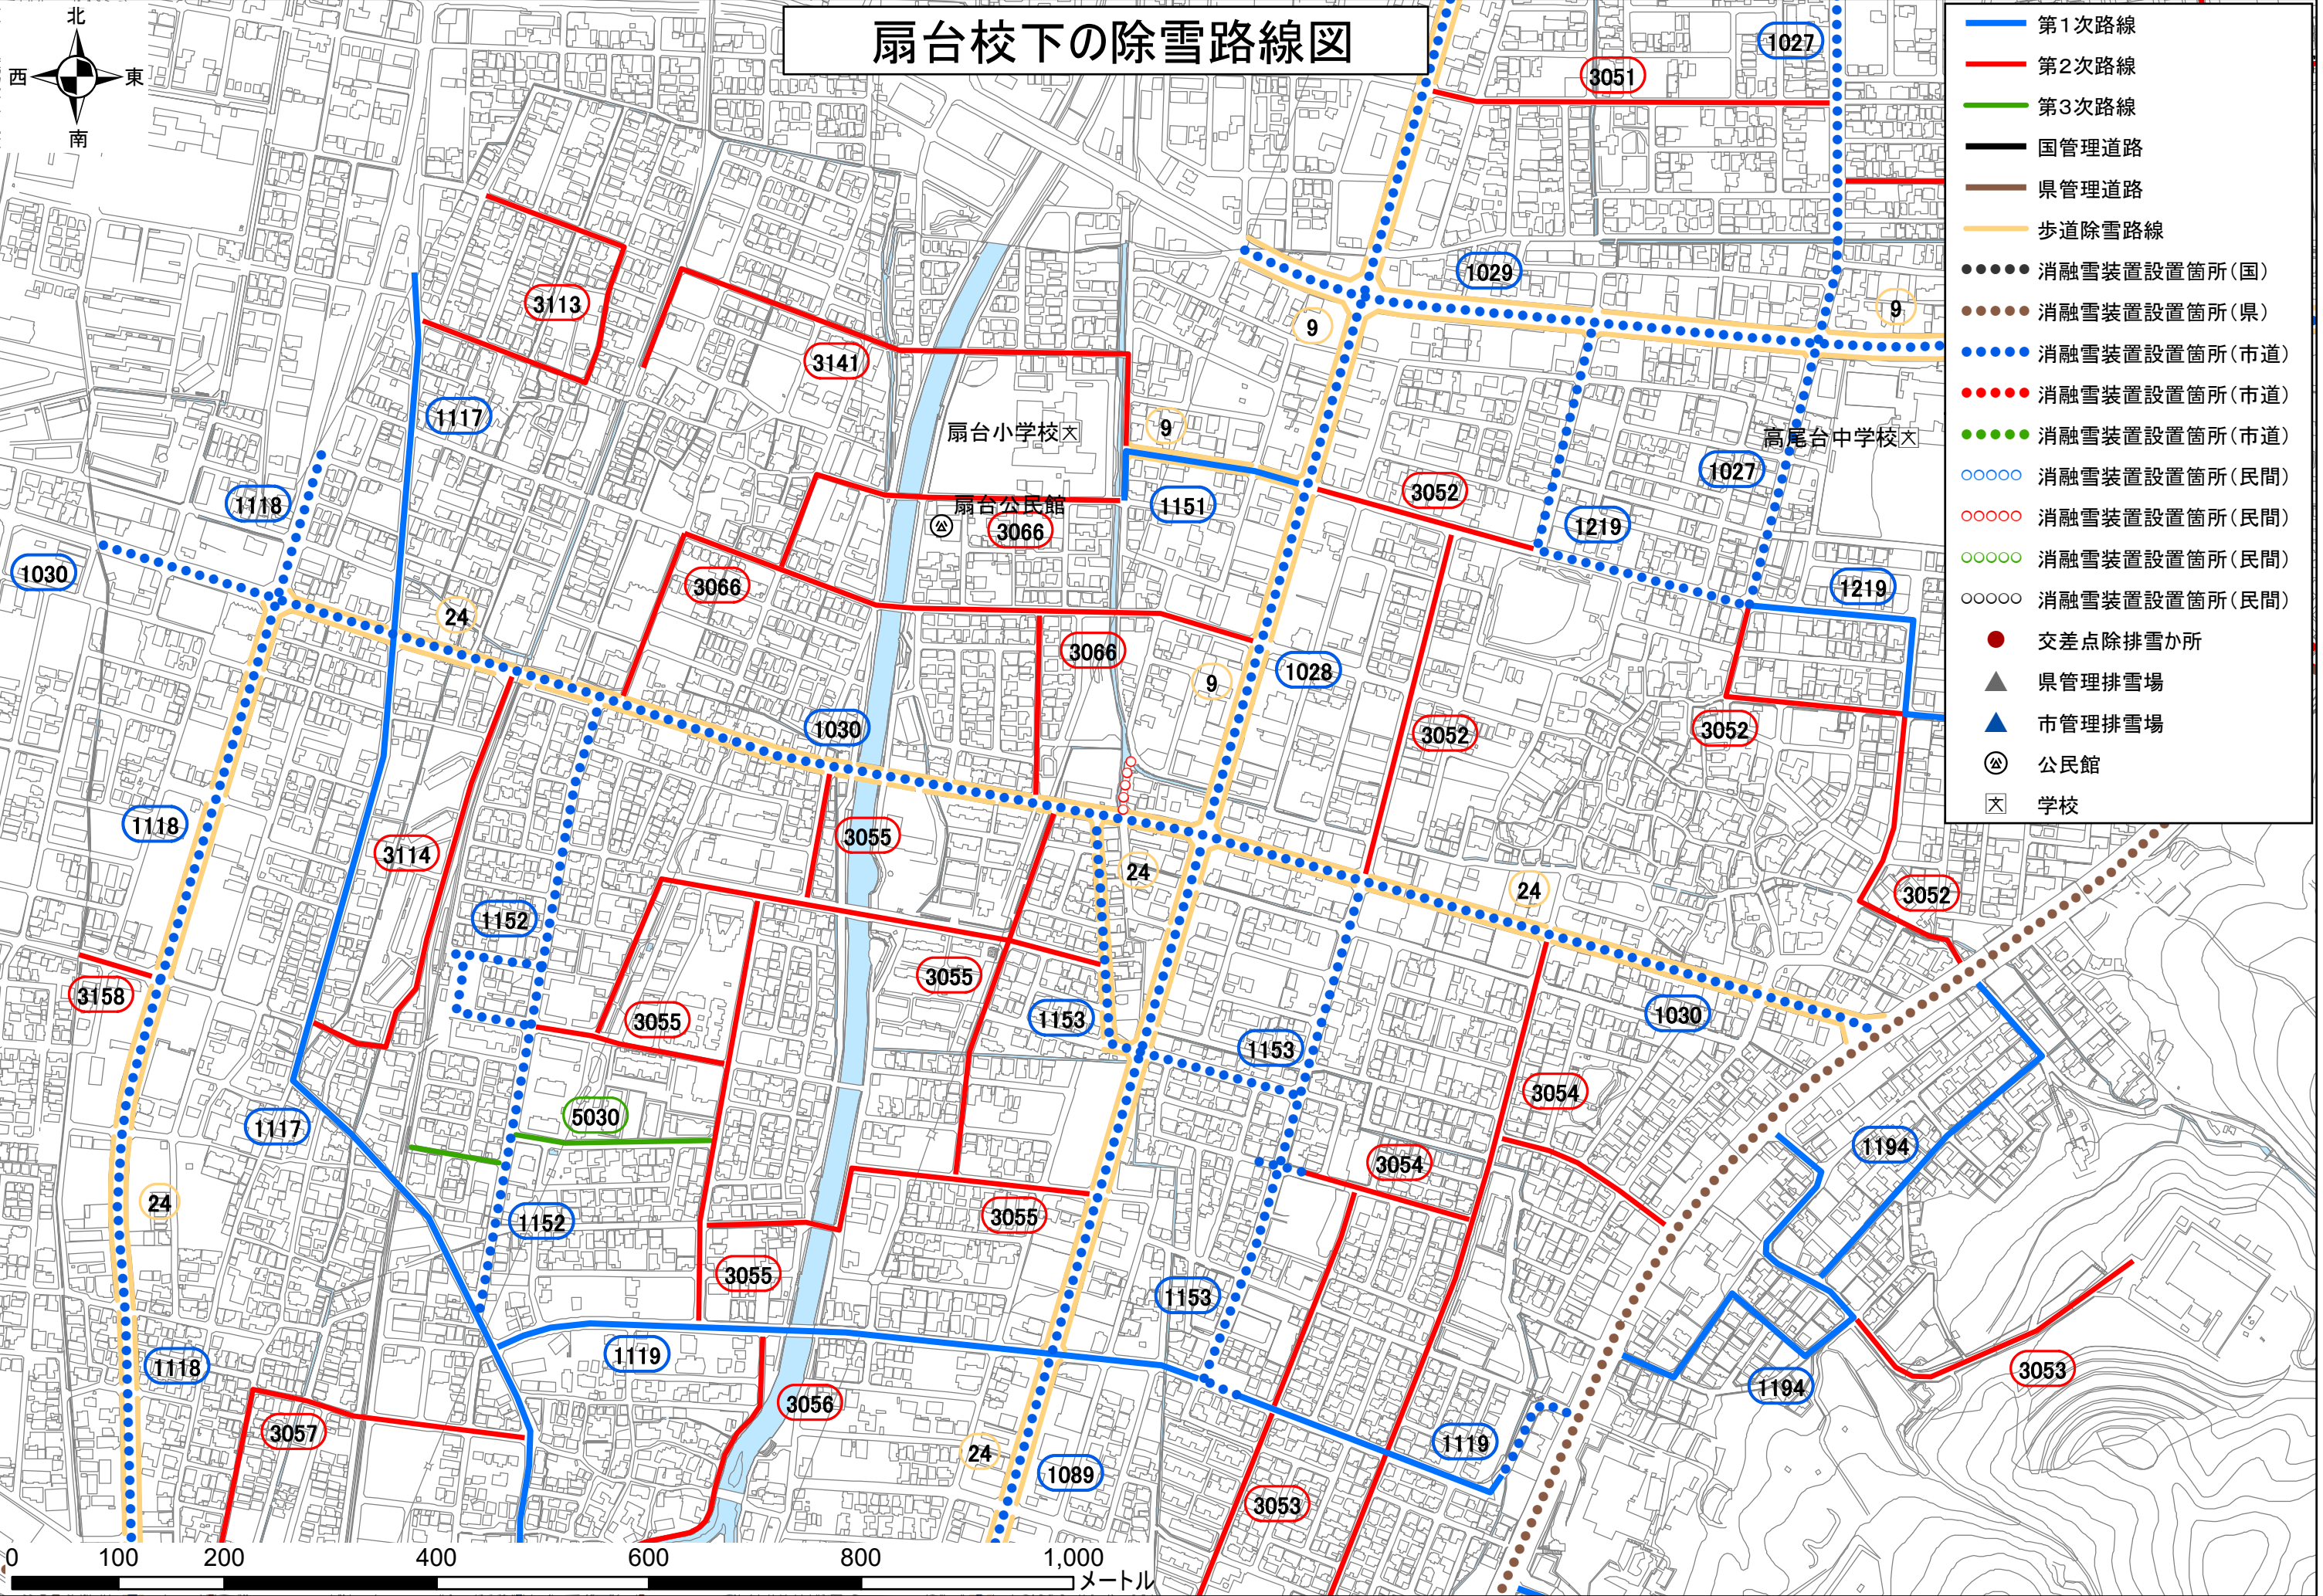 扇台校下の除雪路線図
北
西 東
南
第1次路線
第2次路線
第3次路線
国管理道路
県管理道路
歩道除雪路線
消融雪装置設置箇所(国)
消融雪装置設置箇所(県)
消融雪装置設置箇所(市道)
消融雪装置設置箇所(市道)
消融雪装置設置箇所(市道)
消融雪装置設置箇所(民間)
消融雪装置設置箇所(民間)
消融雪装置設置箇所(民間)
消融雪装置設置箇所(民間)
交差点除排雪か所
県管理排雪場
市管理排雪場
公民館
文 学校
1027
3051
1029
9
9
3113
3141
1117
9
扇台小学校文
高尾台中学校文
1027
3052
1118
1151
扇台公民館
3066
1219
1030
3066
1219
24
3066
1028
9
1030
3052
3052
1118
3055
3114
24
24
3052
1152
3055
3158
3055
1153
1030
1153
3054
5030
1117
1194
3054
24
1152
3055
3055
1153
1119
1118
1194
3053
3056
3057
1119
24
1089
3053
0 100 200 400 600 800 1,000
メートル